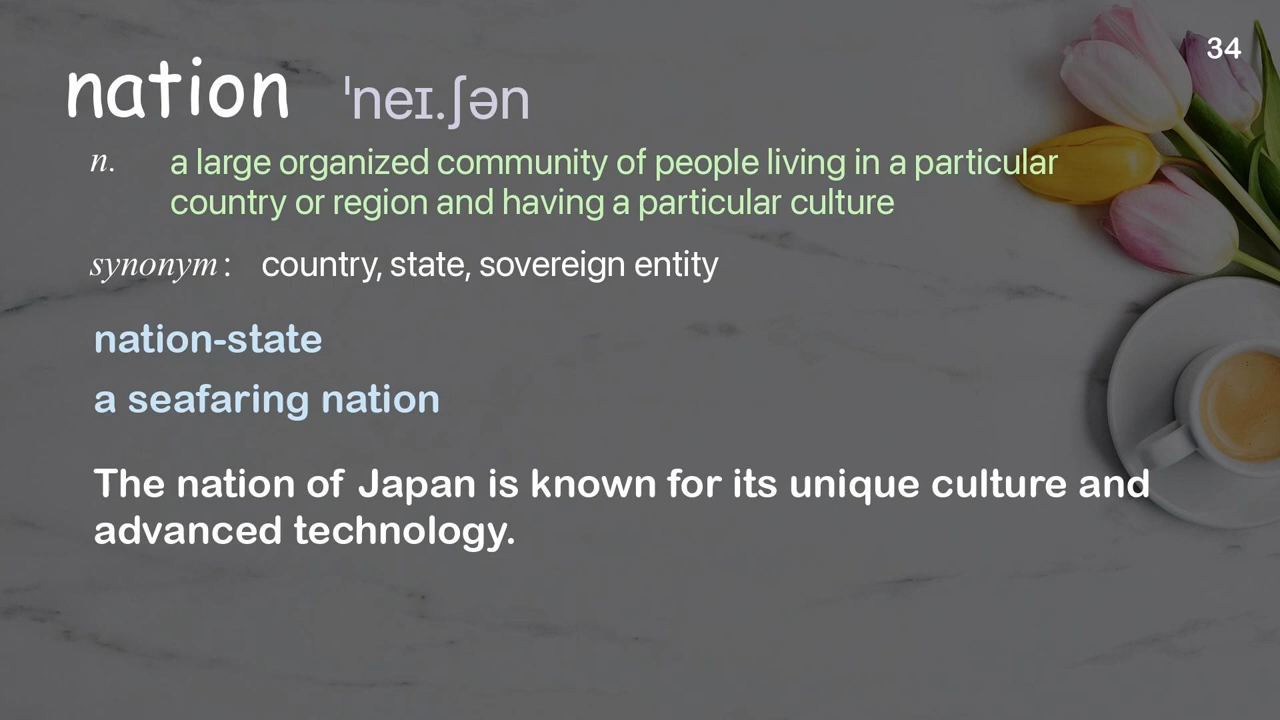 34
nation ˈneɪ.ʃən
n. a large organized community of people living in a particular
country or region and having a particular culture
synonym: country, state, sovereign entity
nation-state
a seafaring nation
The nation of Japan is known for its unique culture and
advanced technology.